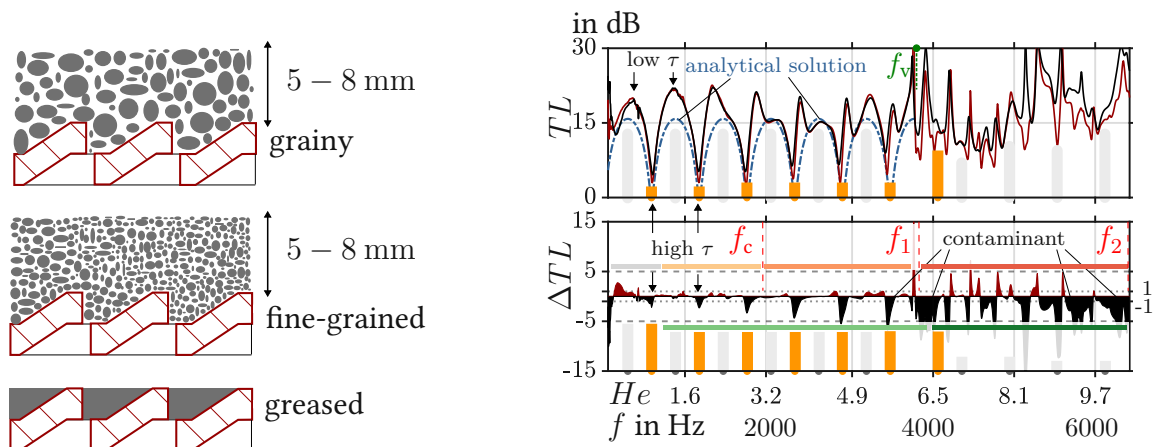 5 – 8 mm
grainy
5 – 8 mm
fine-grained
greased
in dB
30
15
0
TL
low τ
analytical solution
f_v
15
5
-5
-15
ΔTL
high τ
f_c
f_1
contaminant
f_2
1
-1
He 1.6 3.2 4.9 6.5 8.1 9.7
f in Hz 2000 4000 6000